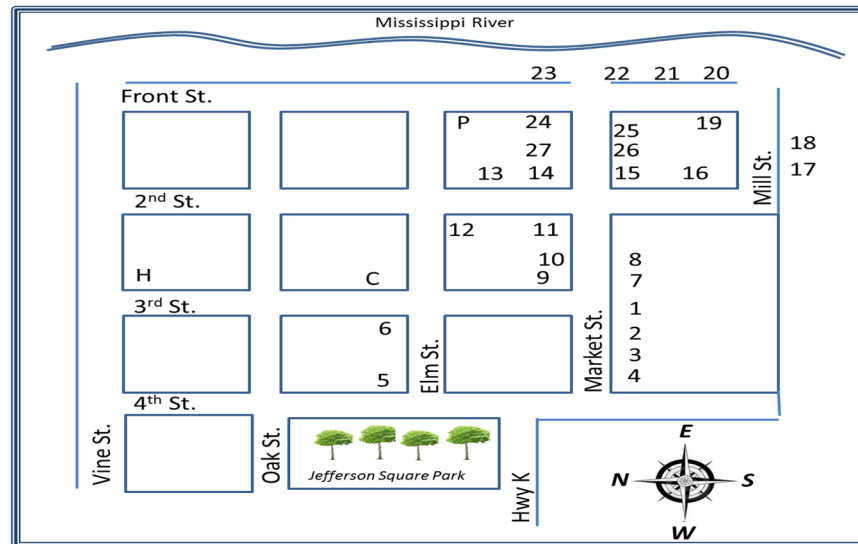 Mississippi River
23 22 21 20
Front St.
P 24 25 19
27 26 18
13 14 15 16 17
Mill St.
2nd St.
12 11
10 8
H C 9 7
3rd St.
1
6 2
3
5 4
Elm St.
Market St.
4th St.
Vine St.
Oak St.
Jefferson Square Park
Hwy K
E
N S
W